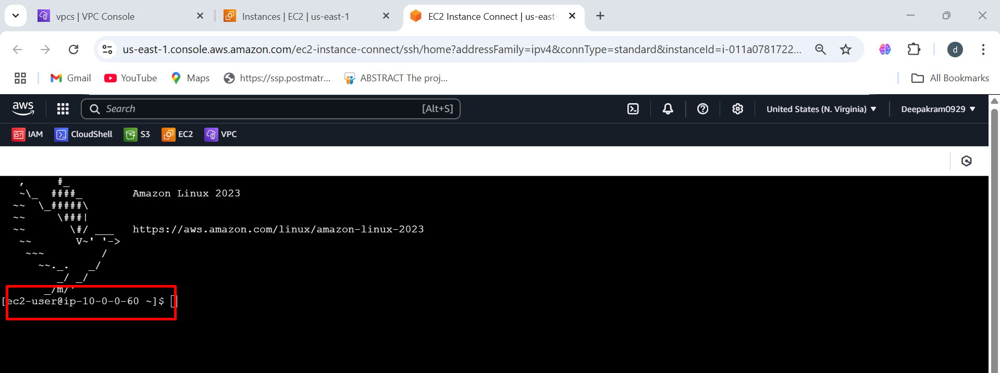 vpcs | VPC Console
Instances | EC2 | us-east-1
EC2 Instance Connect | us-east-
us-east-1.console.aws.amazon.com/ec2-instance-connect/ssh/home?addressFamily=ipv4&connType=standard&instanceId=i-011a0781722...
d
Gmail
YouTube
Maps
https://ssp.postmatr...
ABSTRACT The proj...
All Bookmarks
aws
Search
[Alt+S]
United States (N. Virginia)
Deepakram0929
IAM
CloudShell
S3
EC2
VPC
   ,     #_
   ~\_  ####_        Amazon Linux 2023
  ~~  \_#####\
  ~~     \###|
  ~~       \#/ ___   https://aws.amazon.com/linux/amazon-linux-2023
   ~~       V~' '->
    ~~~         /
      ~~._.   _/
         _/ _/
       _/m/'
[ec2-user@ip-10-0-0-60 ~]$